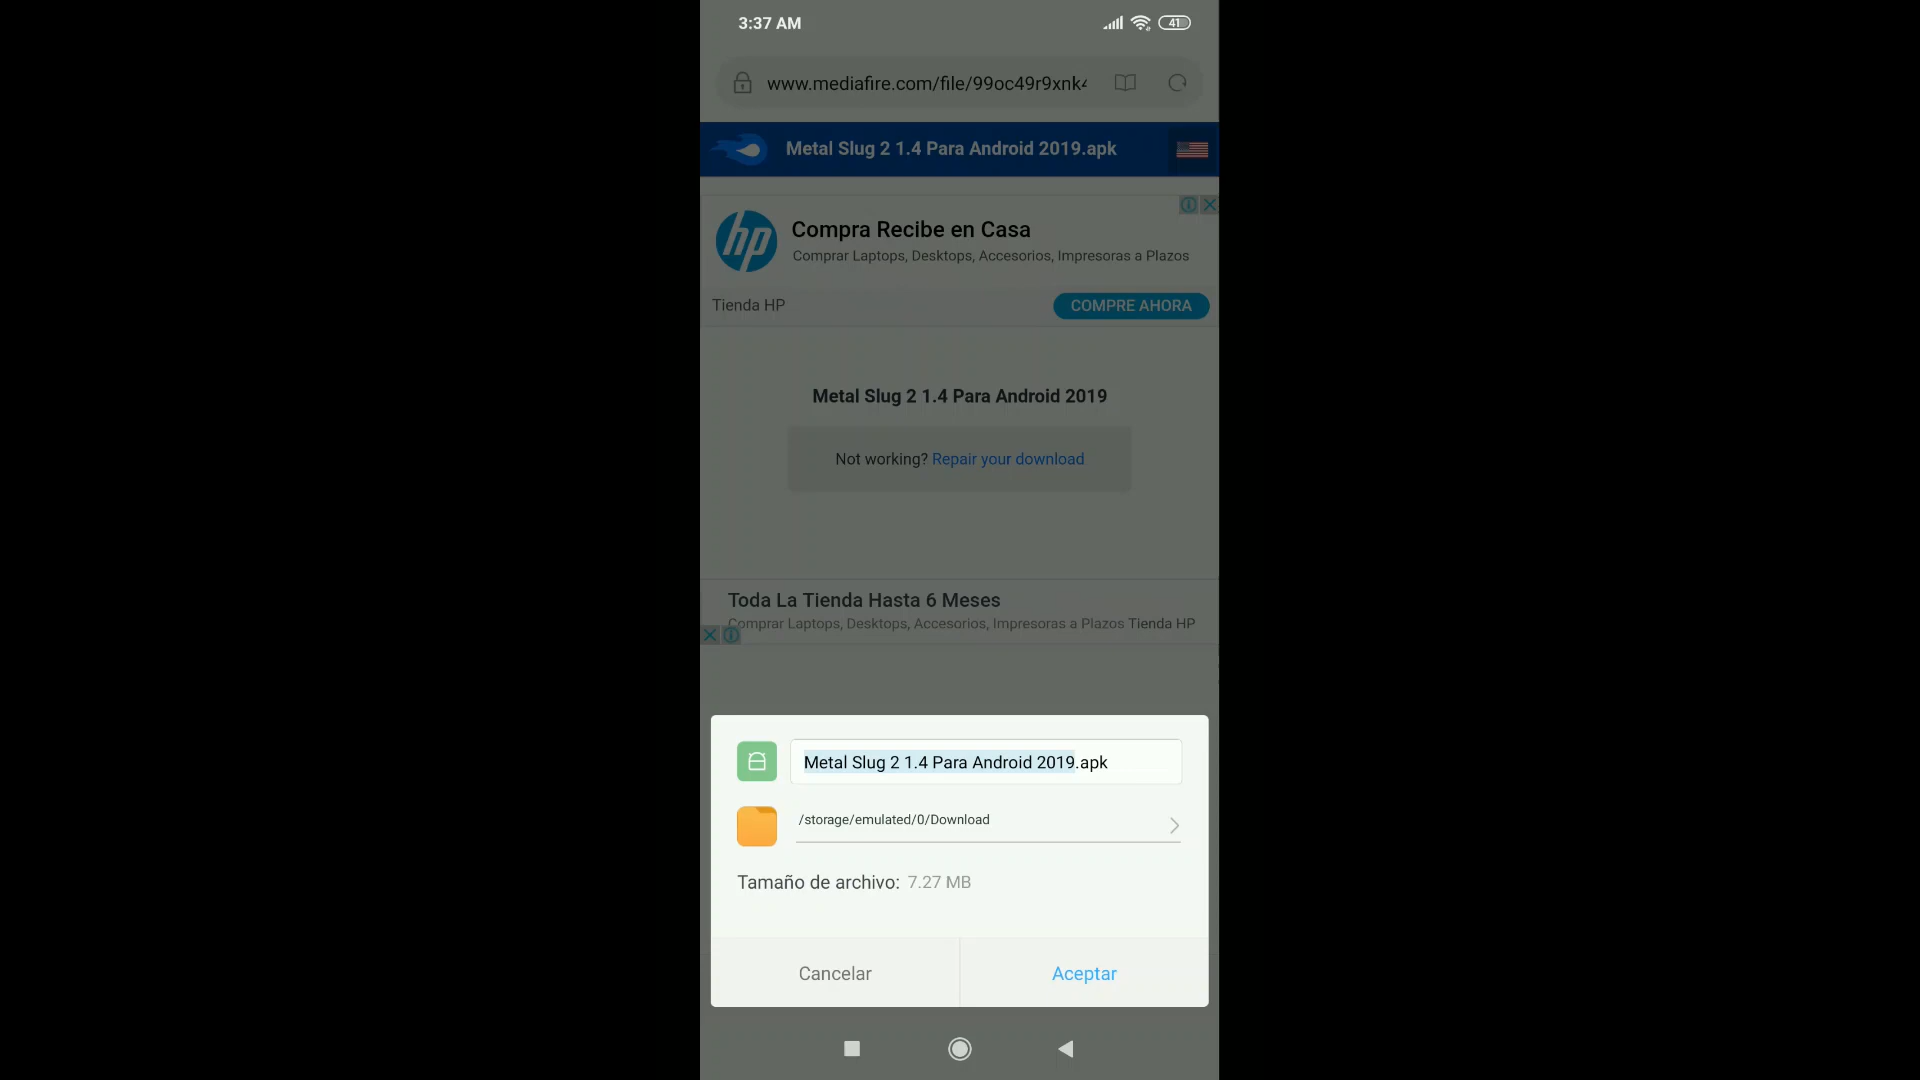 3:37 AM
41
www.mediafire.com/file/99oc49r9xnk4
Metal Slug 2 1.4 Para Android 2019.apk
hp
Compra Recibe en Casa
Comprar Laptops, Desktops, Accesorios, Impresoras a Plazos
Tienda HP
COMPRE AHORA
Metal Slug 2 1.4 Para Android 2019
Not working? Repair your download
Toda La Tienda Hasta 6 Meses
Comprar Laptops, Desktops, Accesorios, Impresoras a Plazos Tienda HP
Metal Slug 2 1.4 Para Android 2019.apk
/storage/emulated/0/Download
Tamaño de archivo: 7.27 MB
Cancelar
Aceptar